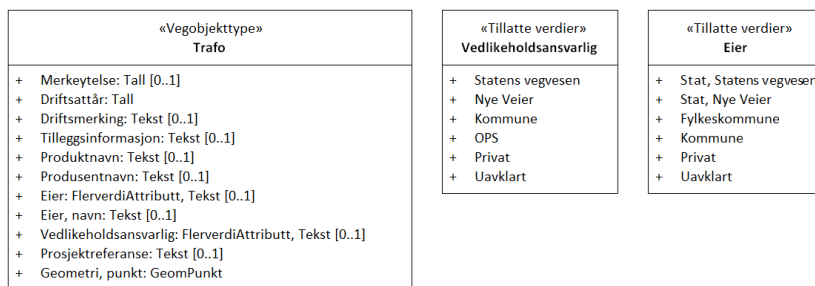 «Vegobjekttype»
Trafo
+ Merkeytelse: Tall [0..1]
+ Driftsattår: Tall
+ Driftsmerking: Tekst [0..1]
+ Tilleggsinformasjon: Tekst [0..1]
+ Produktnavn: Tekst [0..1]
+ Produsentnavn: Tekst [0..1]
+ Eier: FlerverdiAttributt, Tekst [0..1]
+ Eier, navn: Tekst [0..1]
+ Vedlikeholdsansvarlig: FlerverdiAttributt, Tekst [0..1]
+ Prosjektreferanse: Tekst [0..1]
+ Geometri, punkt: GeomPunkt
«Tillatte verdier»
Vedlikeholdsansvarlig
+ Statens vegvesen
+ Nye Veier
+ Kommune
+ OPS
+ Privat
+ Uavklart
«Tillatte verdier»
Eier
+ Stat, Statens vegvesen
+ Stat, Nye Veier
+ Fylkeskommune
+ Kommune
+ Privat
+ Uavklart